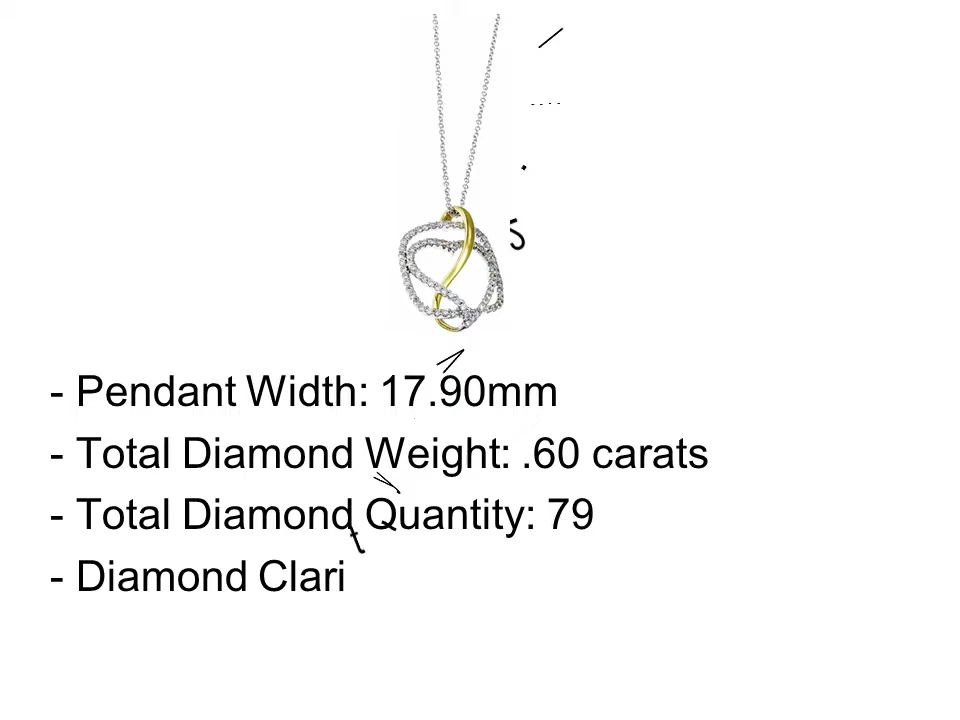 - Pendant Width: 17.90mm
- Total Diamond Weight: .60 carats
- Total Diamond Quantity: 79
- Diamond Clari